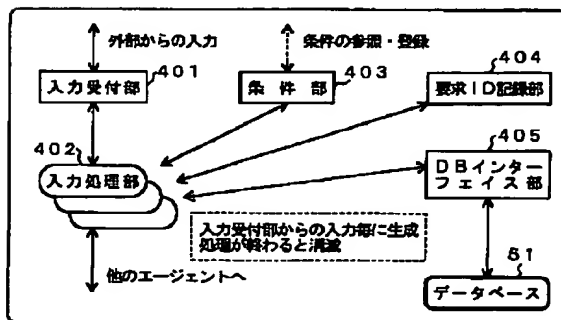 外部からの入力
条件の参照・登録
401
403
404
入力受付部
条件部
要求ID記録部
402
405
入力処理部
DBインター
フェイス部
入力受付部からの入力毎に生成
処理が終わると消滅
81
他のエージェントへ
データベース